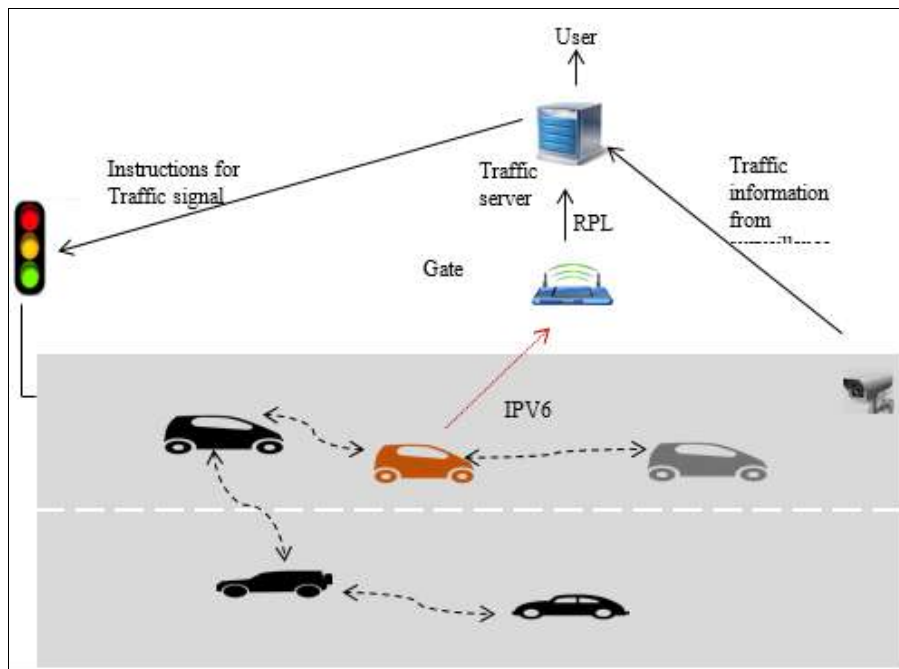 User
Instructions for
Traffic signal
Traffic
server
Traffic
information
from
RPL
Gate
IPV6